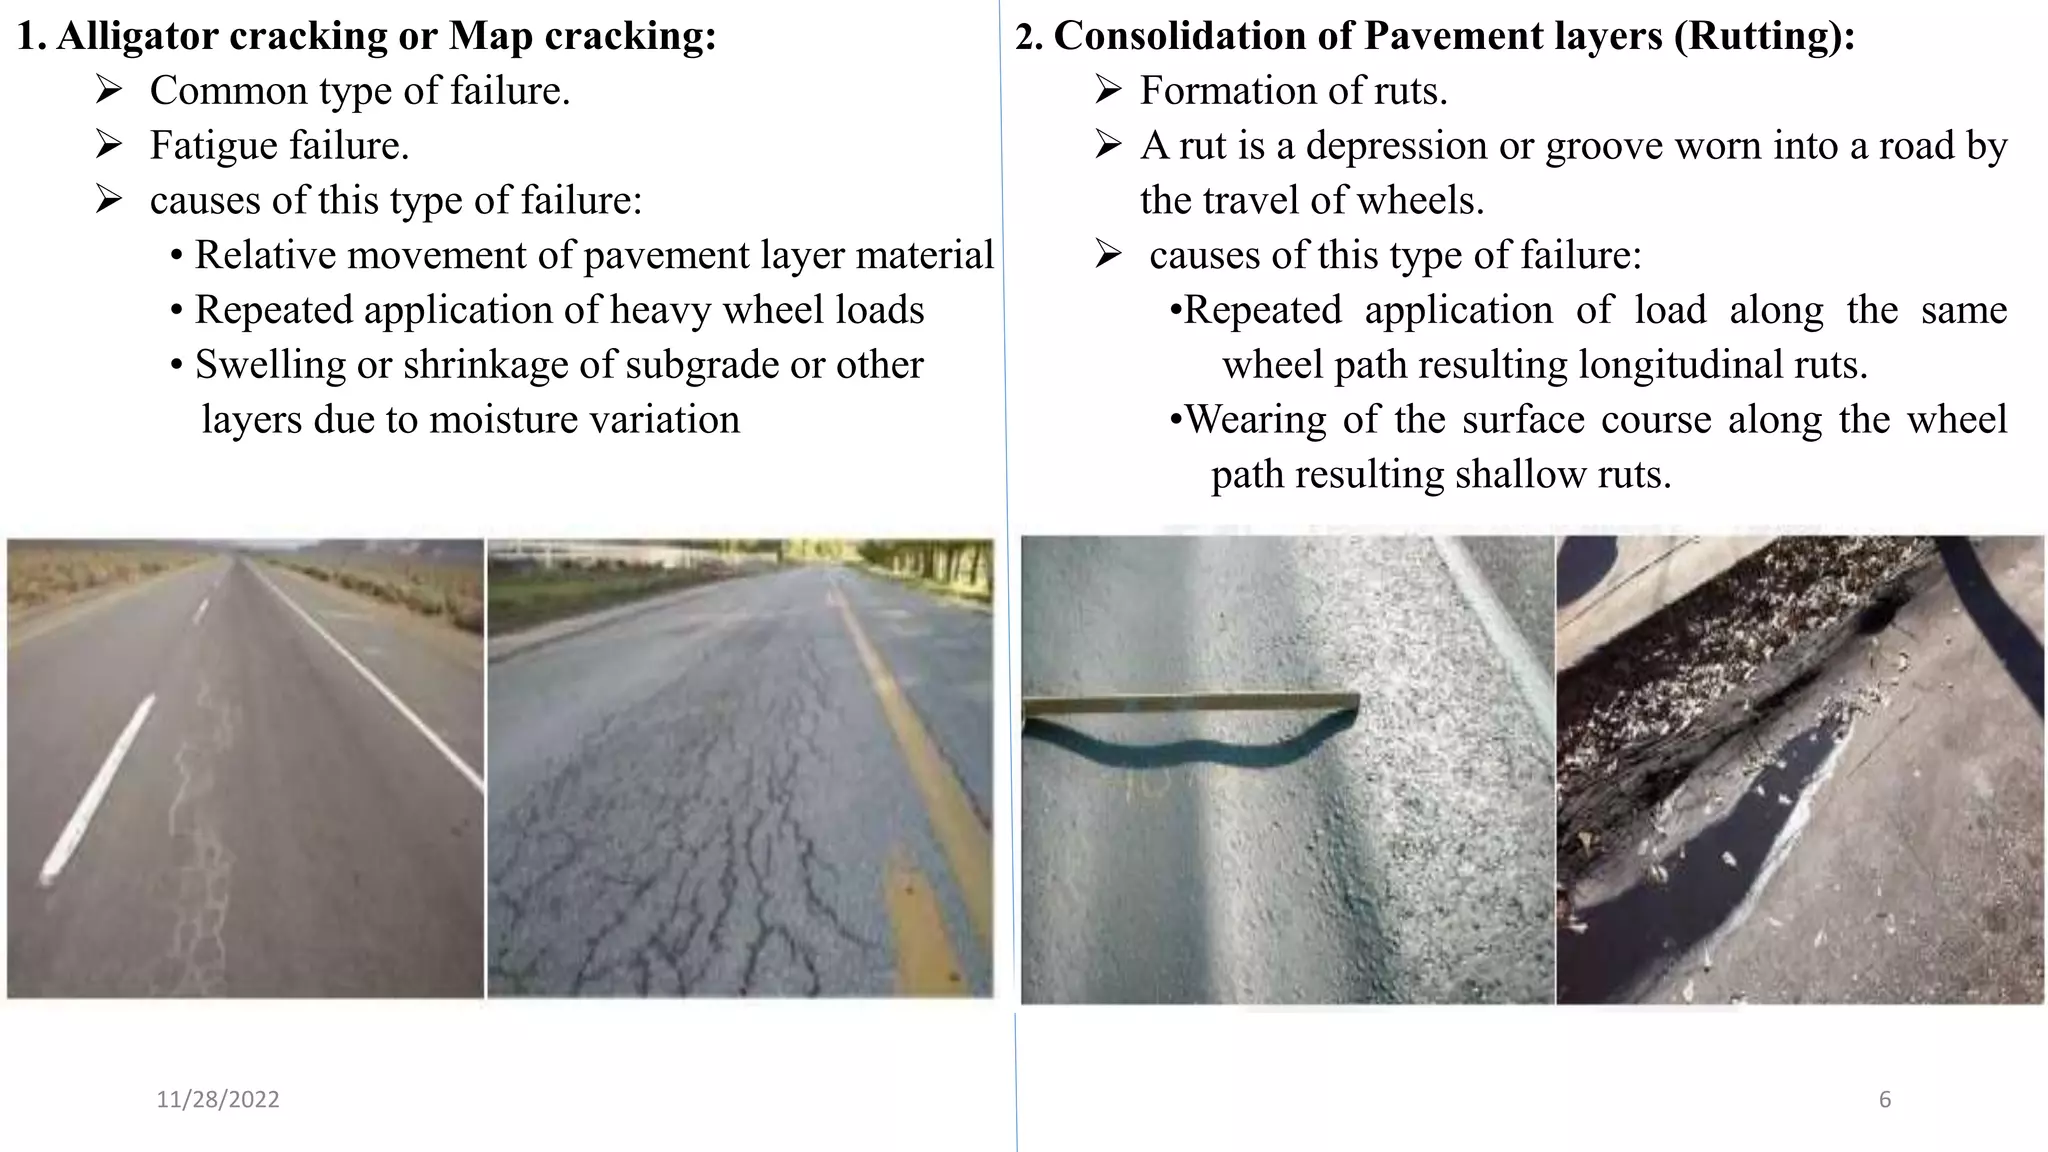 1. Alligator cracking or Map cracking:
➢ Common type of failure.
➢ Fatigue failure.
➢ causes of this type of failure:
• Relative movement of pavement layer material
• Repeated application of heavy wheel loads
• Swelling or shrinkage of subgrade or other
layers due to moisture variation
2. Consolidation of Pavement layers (Rutting):
➢ Formation of ruts.
➢ A rut is a depression or groove worn into a road by
the travel of wheels.
➢ causes of this type of failure:
•Repeated application of load along the same
wheel path resulting longitudinal ruts.
•Wearing of the surface course along the wheel
path resulting shallow ruts.
11/28/2022
6